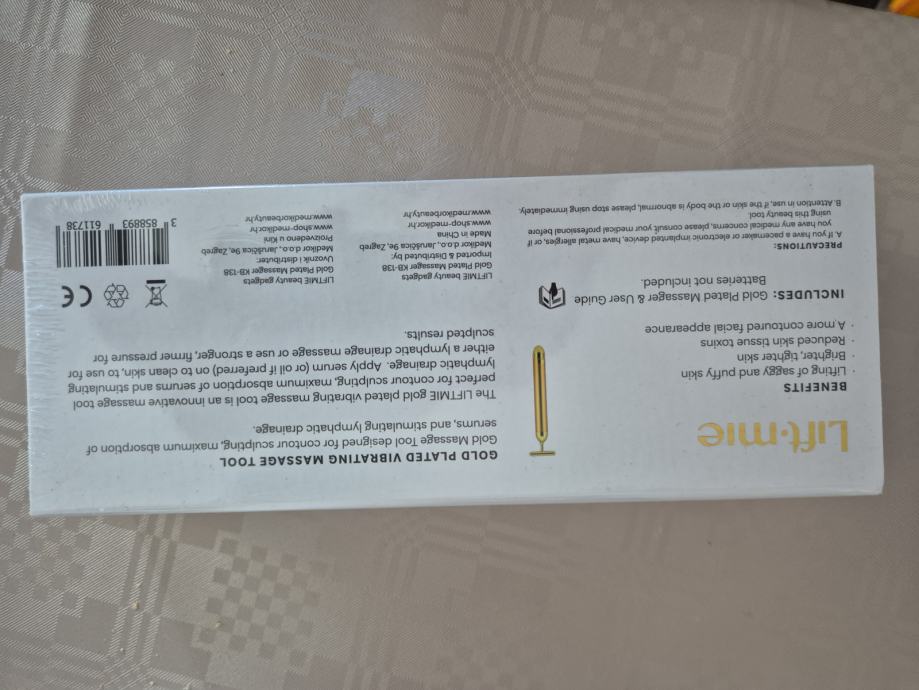 Lift•mie
BENEFITS
· Lifting of saggy and puffy skin
· Brighter, tighter skin
· Reduced skin tissue toxins
· A more contoured facial appearance
INCLUDES: Gold Plated Massager & User Guide
Batteries not included.
PRECAUTIONS:
A. If you have a pacemaker or electronic implanted device, have metal allergies, or if
you have any medical concerns, please consult your medical professional before
using this beauty tool.
B. Attention in use, if the skin or the body is abnormal, please stop using immediately.
GOLD PLATED VIBRATING MASSAGE TOOL
Gold Massage Tool designed for contour sculpting, maximum absorption of
serums, and stimulating lymphatic drainage.
The LIFTMIE gold plated vibrating massage tool is an innovative massage tool
perfect for contour sculpting, maximum absorption of serums and stimulating
lymphatic drainage. Apply serum (or oil if preferred) on to clean skin, to use for
either a lymphatic drainage massage or use a stronger, firmer pressure for
sculpted results.
LIFTMIE beauty gadgets
Gold Plated Massager KB-138
Imported & Distributed by:
Medikor d.o.o., Jaruščica 9e, Zagreb
Made in China
www.shop-medikor.hr
www.medikorbeauty.hr
LIFTMIE beauty gadgets
Gold Plated Massager KB-138
Uvoznik i distributer:
Medikor d.o.o., Jaruščica 9e, Zagreb
Proizvedeno u Kini
www.shop-medikor.hr
www.medikorbeauty.hr
CE
3 858893 611738